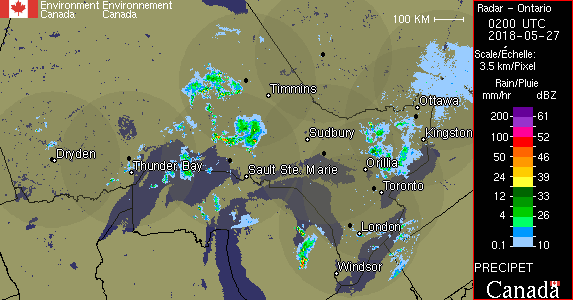 Environment Environnement
Canada Canada
100 KM
Timmins
Ottawa
Sudbury
Kingston
Dryden
Thunder Bay
Sault Ste. Marie
Orillia
Toronto
London
Windsor
Radar - Ontario
0200 UTC
2018-05-27
Scale/Échelle:
3.5 km/Pixel
Rain/Pluie
mm/hr dBZ
200 61
100 52
50 46
24 39
12 33
4 26
0.1 10
PRECIPET
Canada